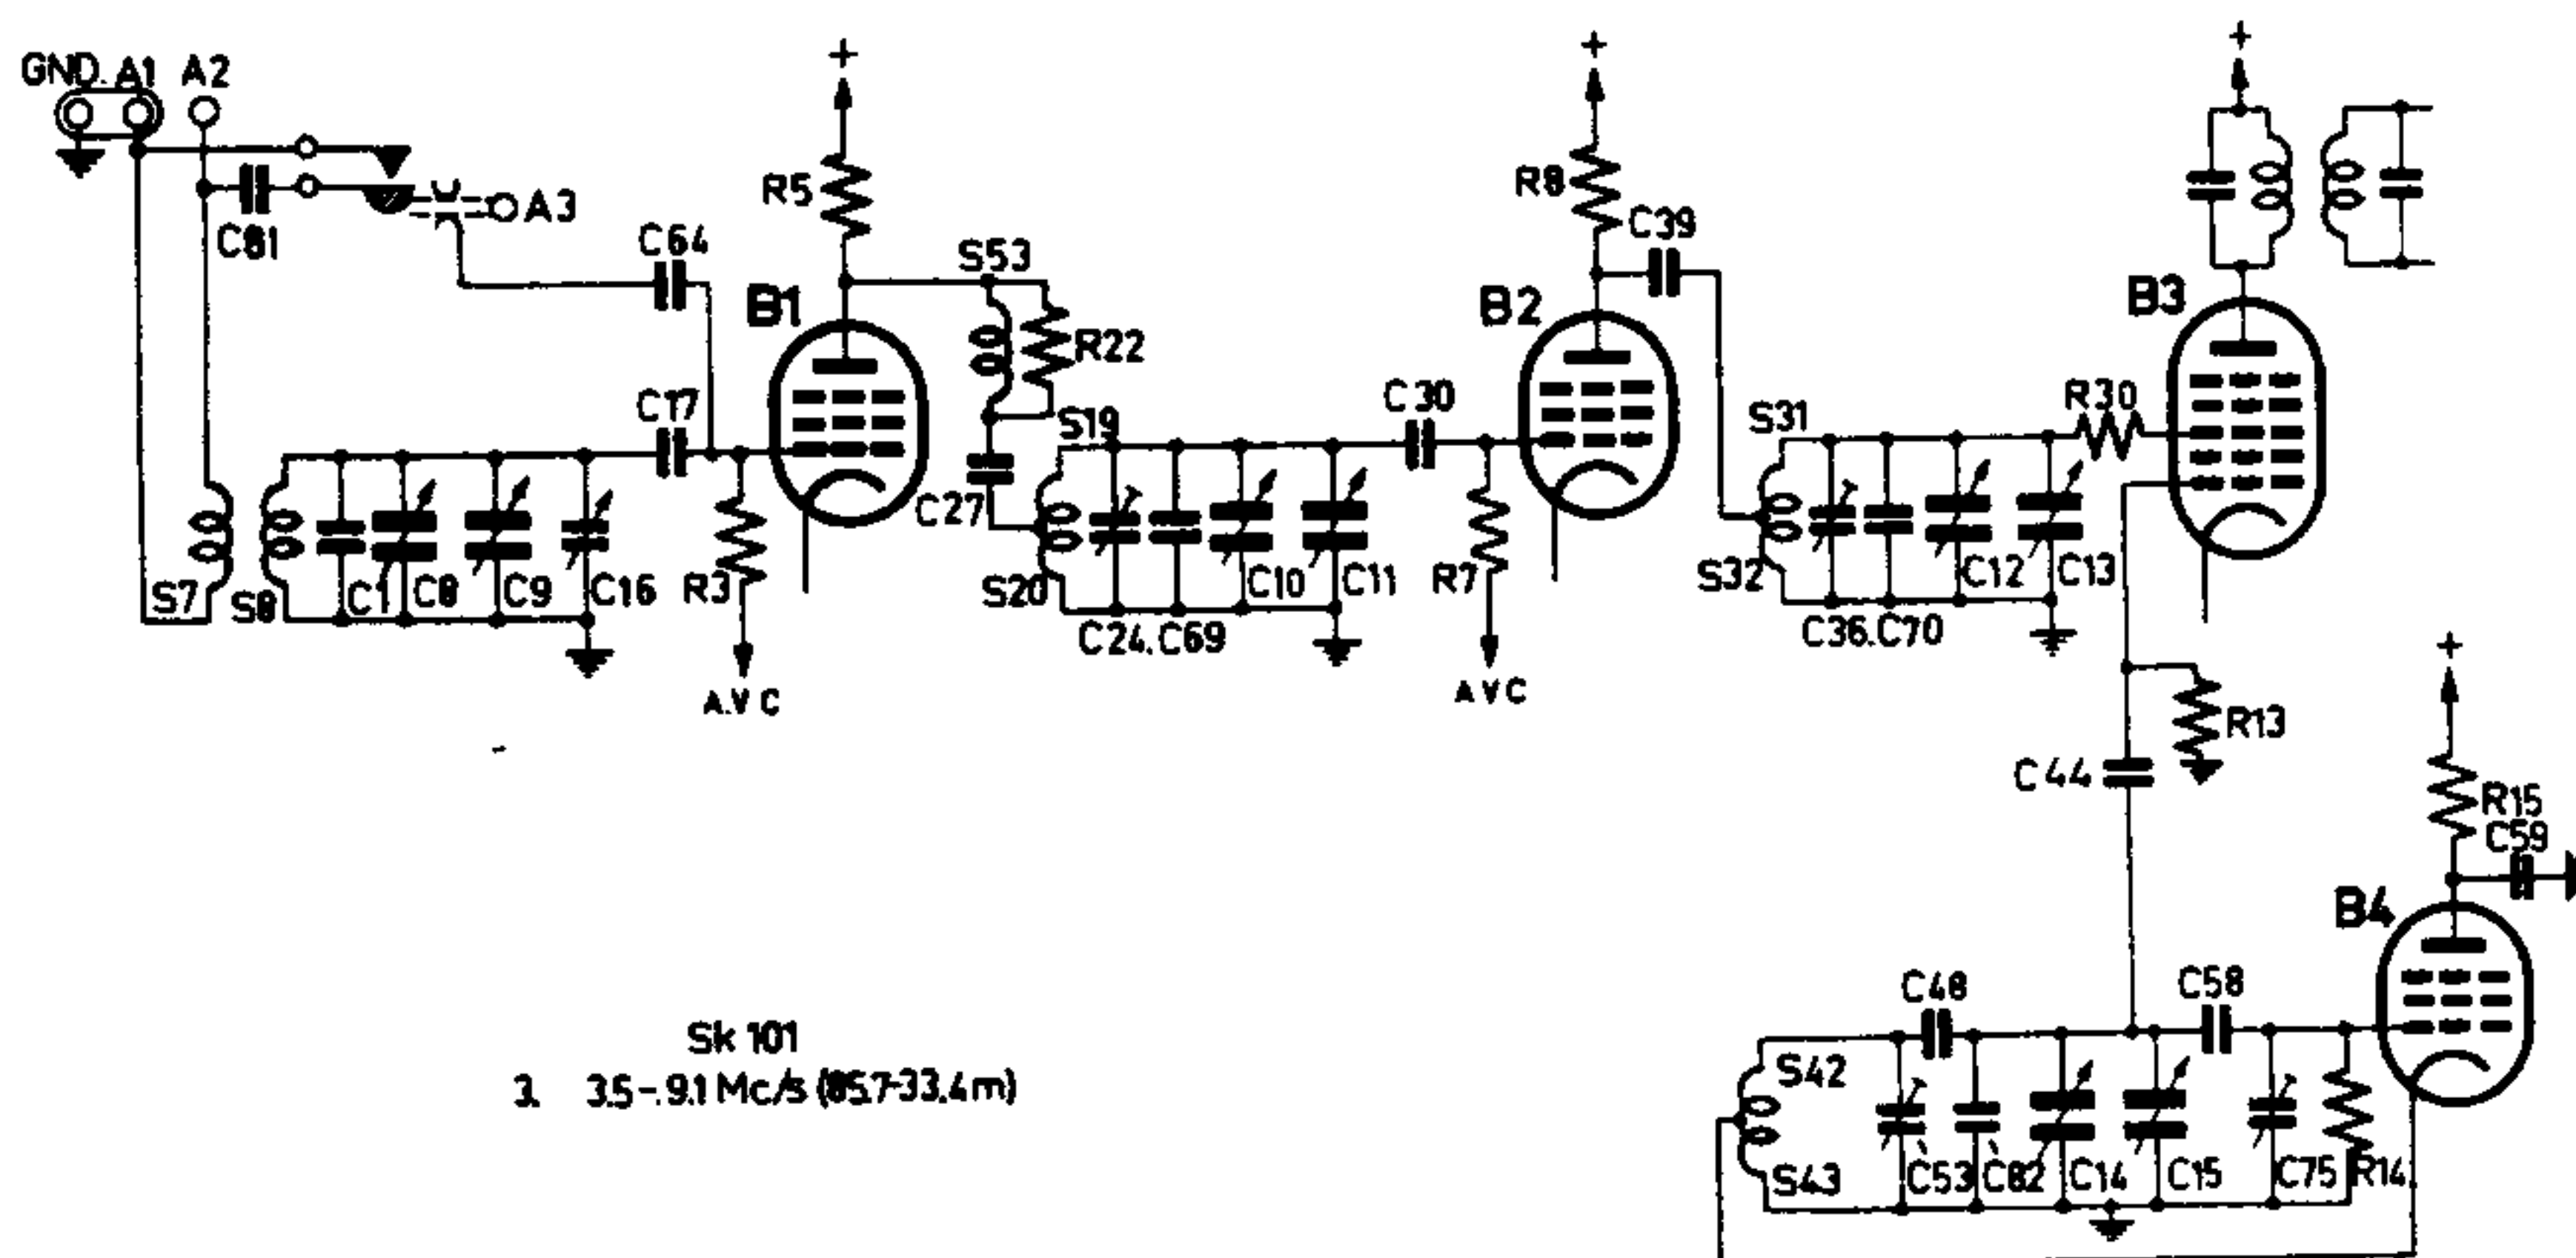 GND. A1 A2
+
+
+
A3
C61
C64
R5
S53
R8
C39
B1
B2
B3
R22
C17
S19
C30
S31
R30
C27
S7 S8 C1 C8 C9 C16 R3
S20 C10 C11 R7
S32 C12 C13
C24. C69
C36. C70
A.V C
A V C
+
R13
C44
R15
C59
B4
C48
C58
Sk 101
3. 3.5-.9.1 Mc/s (85.7-33.4m)
S42
S43 C53 C82 C14 C15 C75 R14